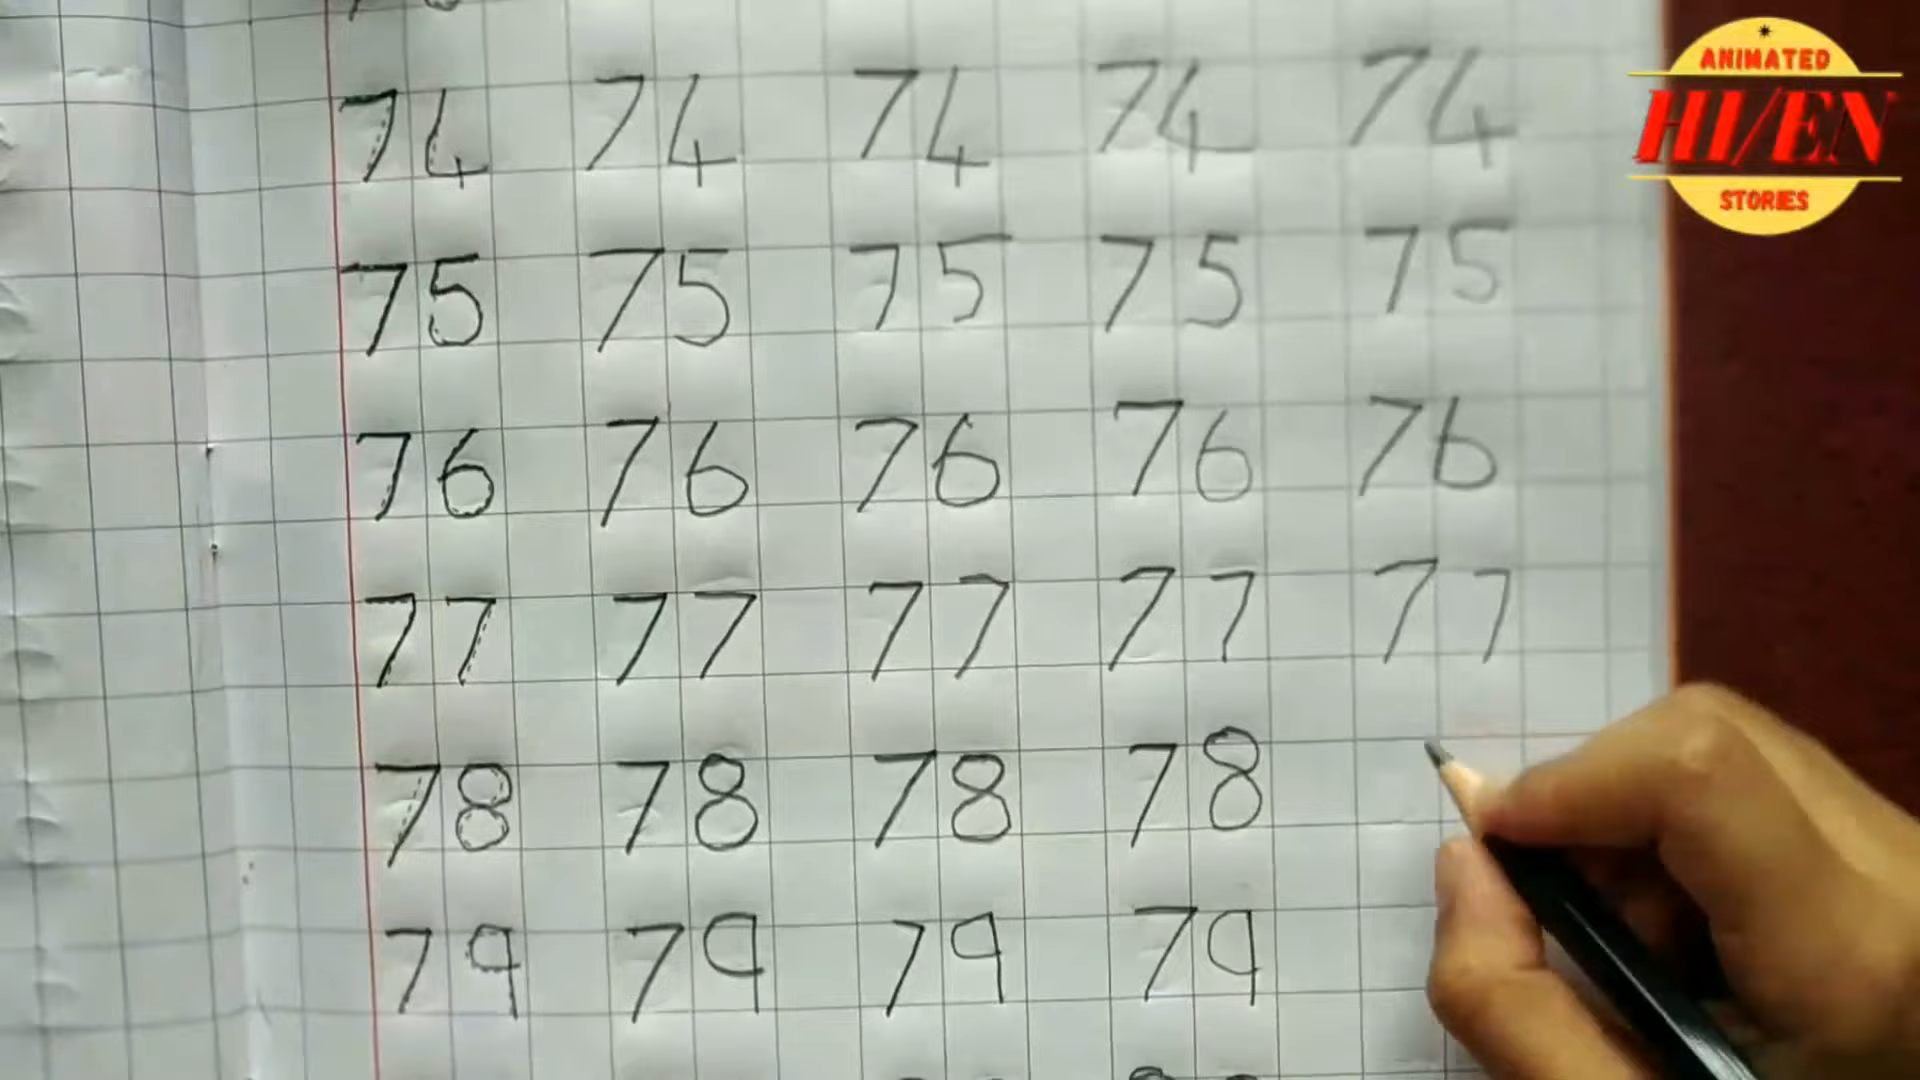 74 74 74 74 74
75 75 75 75 75
76 76 76 76 76
77 77 77 77 77
78 78 78 78
79 79 79 79
ANIMATED
HI/EN
STORIES